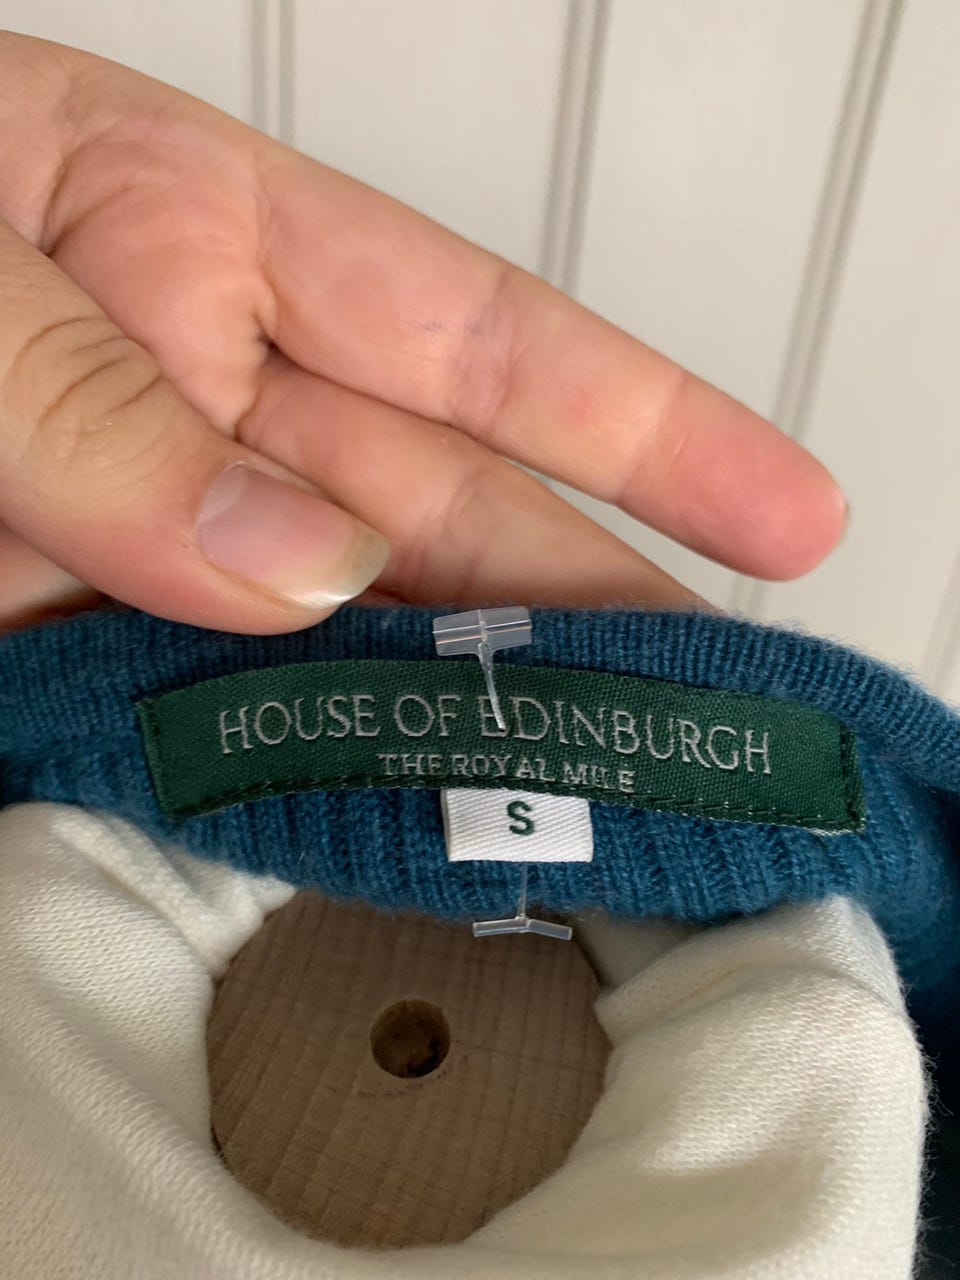 HOUSE OF EDINBURGH
THE ROYAL MILE
S